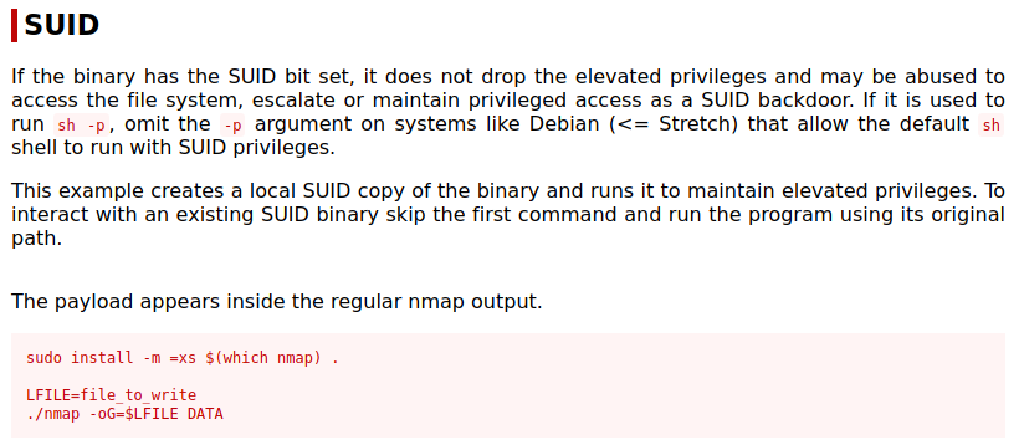 SUID
If the binary has the SUID bit set, it does not drop the elevated privileges and may be abused to
access the file system, escalate or maintain privileged access as a SUID backdoor. If it is used to
run sh -p, omit the -p argument on systems like Debian (<= Stretch) that allow the default sh
shell to run with SUID privileges.
This example creates a local SUID copy of the binary and runs it to maintain elevated privileges. To
interact with an existing SUID binary skip the first command and run the program using its original
path.
The payload appears inside the regular nmap output.
sudo install -m =xs $(which nmap) .
LFILE=file_to_write
./nmap -oG=$LFILE DATA